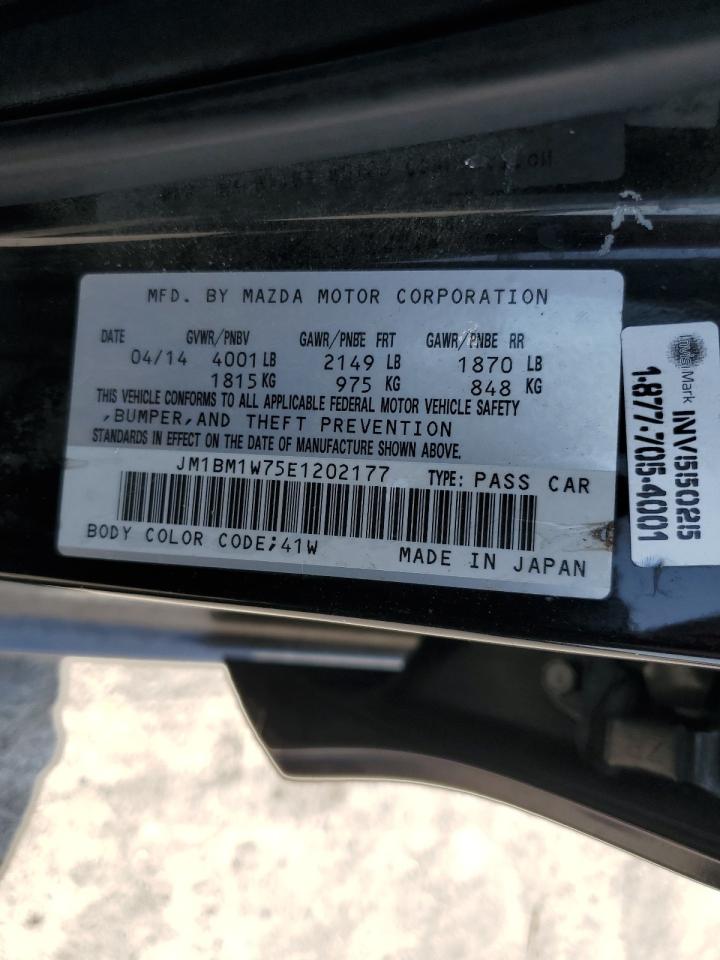 MFD. BY MAZDA MOTOR CORPORATION
DATE GVWR/PNBV GAWR/PNBE FRT GAWR/PNBE RR
04/14 4001 LB 2149 LB 1870 LB
1815 KG 975 KG 848 KG
THIS VEHICLE CONFORMS TO ALL APPLICABLE FEDERAL MOTOR VEHICLE SAFETY
,BUMPER,AND THEFT PREVENTION
STANDARDS IN EFFECT ON THE DATE OF MANUFACTURE SHOWN ABOVE.
JM1BM1W75E1202177 TYPE: PASS CAR
BODY COLOR CODE;41W MADE IN JAPAN
InVisiMark INV1550215
1-877-705-4001